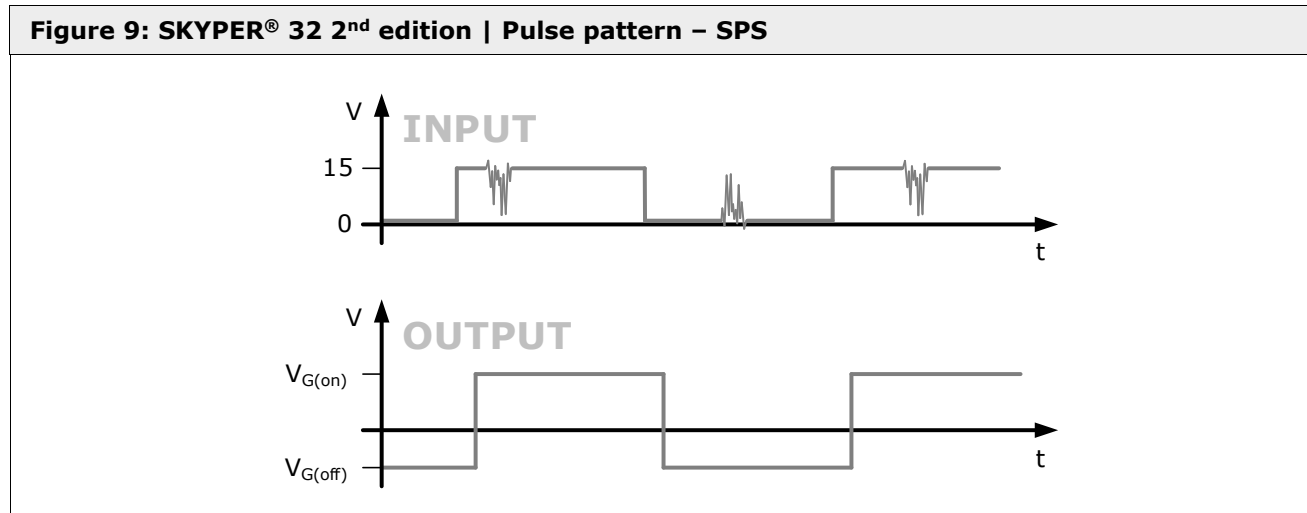 Figure 9: SKYPER® 32 2nd edition | Pulse pattern – SPS
V
INPUT
15
0
t
V
OUTPUT
VG(on)
VG(off)
t